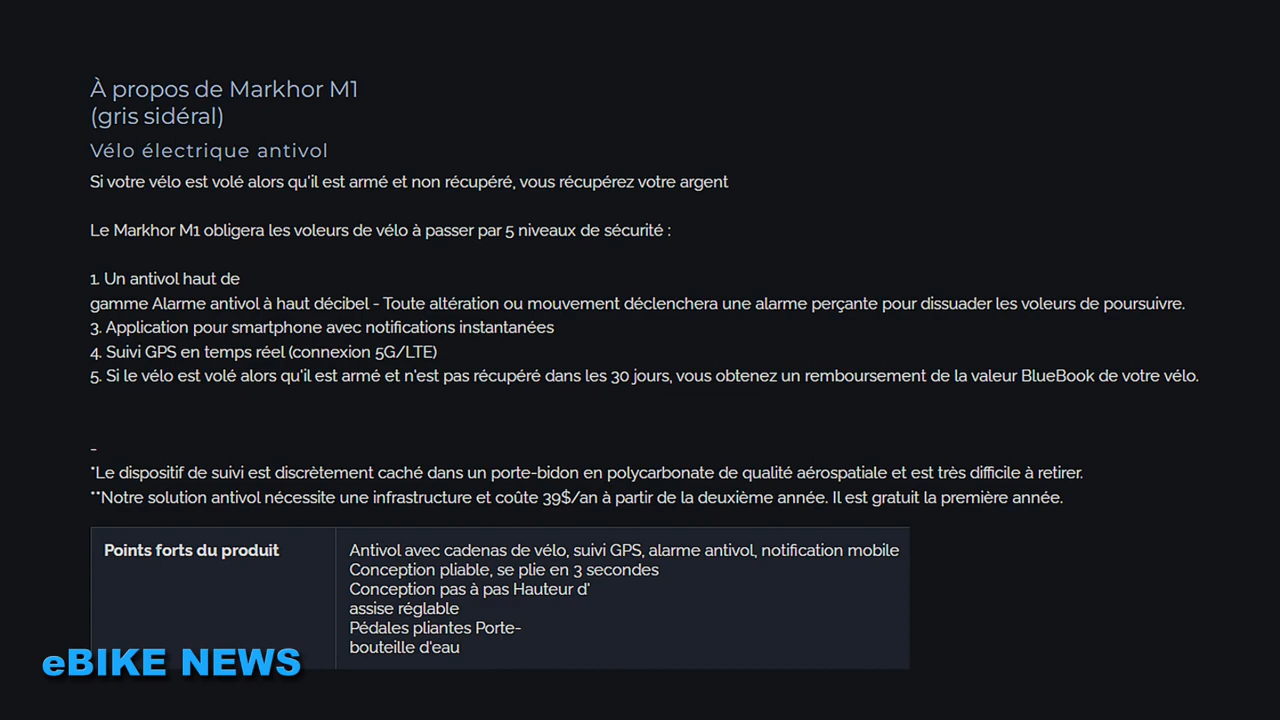 À propos de Markhor M1
(gris sidéral)
Vélo électrique antivol
Si votre vélo est volé alors qu'il est armé et non récupéré, vous récupérez votre argent
Le Markhor M1 obligera les voleurs de vélo à passer par 5 niveaux de sécurité :
1. Un antivol haut de
gamme Alarme antivol à haut décibel - Toute altération ou mouvement déclenchera une alarme perçante pour dissuader les voleurs de poursuivre.
3. Application pour smartphone avec notifications instantanées
4. Suivi GPS en temps réel (connexion 5G/LTE)
5. Si le vélo est volé alors qu'il est armé et n'est pas récupéré dans les 30 jours, vous obtenez un remboursement de la valeur BlueBook de votre vélo.
-
*Le dispositif de suivi est discrètement caché dans un porte-bidon en polycarbonate de qualité aérospatiale et est très difficile à retirer.
**Notre solution antivol nécessite une infrastructure et coûte 39$/an à partir de la deuxième année. Il est gratuit la première année.
Points forts du produit
Antivol avec cadenas de vélo, suivi GPS, alarme antivol, notification mobile
Conception pliable, se plie en 3 secondes
Conception pas à pas Hauteur d'
assise réglable
Pédales pliantes Porte-
bouteille d'eau
eBIKE NEWS